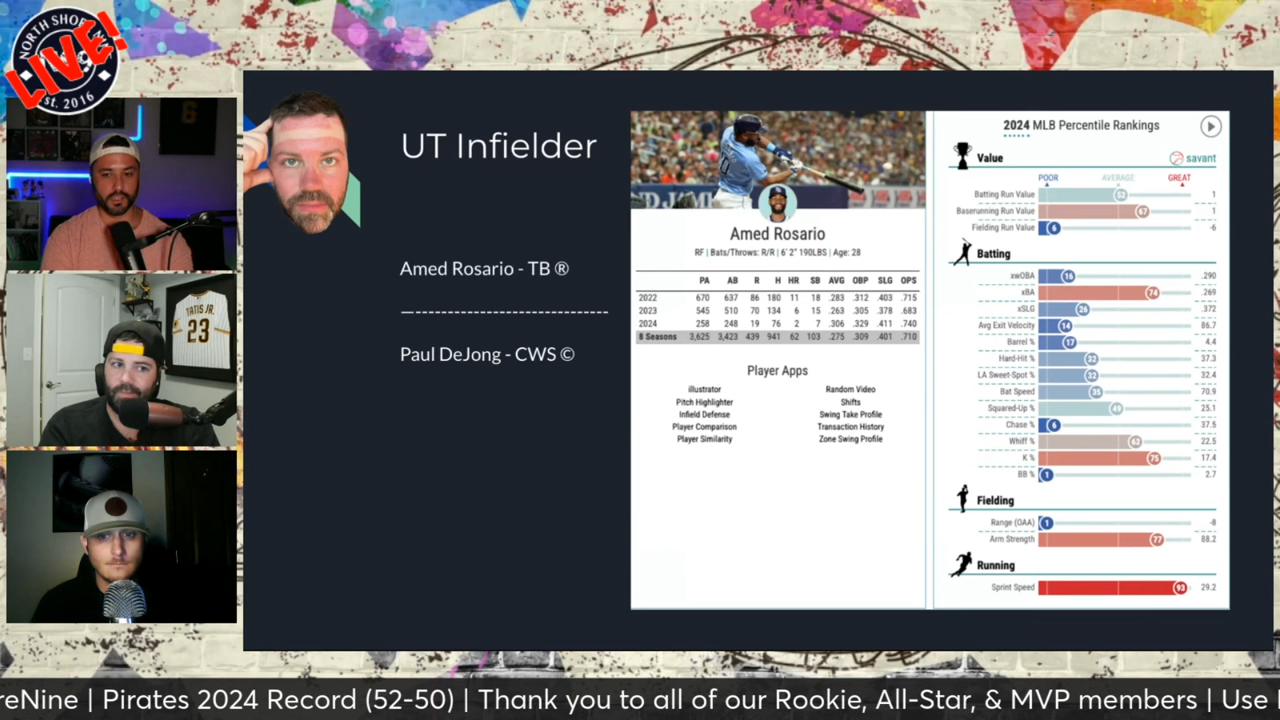 NORTH SHO
LIVE!
est. 2016
TATIS JR.
23
UT Infielder
Amed Rosario - TB ®
Paul DeJong - CWS ©
Amed Rosario
RF | Bats/Throws: R/R | 6' 2" 190LBS | Age: 28
PA AB R H HR SB AVG OBP SLG OPS
2022 670 637 86 180 11 18 .283 .312 .403 .715
2023 545 510 70 134 6 15 .263 .305 .378 .683
2024 258 248 19 76 2 7 .306 .329 .411 .740
8 Seasons 3,625 3,423 439 941 62 103 .275 .309 .401 .710
Player Apps
illustrator Random Video
Pitch Highlighter Shifts
Infield Defense Swing Take Profile
Player Comparison Transaction History
Player Similarity Zone Swing Profile
2024 MLB Percentile Rankings
Value savant
POOR AVERAGE GREAT
Batting Run Value 52 1
Baserunning Run Value 67 1
Fielding Run Value 6 -6
Batting
xwOBA 16 .290
xBA 74 .269
xSLG 26 .372
Avg Exit Velocity 14 86.7
Barrel % 17 4.4
Hard-Hit % 32 37.3
LA Sweet-Spot % 32 32.4
Bat Speed 35 70.9
Squared-Up % 49 25.1
Chase % 6 37.5
Whiff % 62 22.5
K % 75 17.4
BB % 1 2.7
Fielding
Range (OAA) 1 -8
Arm Strength 77 88.2
Running
Sprint Speed 93 29.2
reNine | Pirates 2024 Record (52-50) | Thank you to all of our Rookie, All-Star, & MVP members | Use